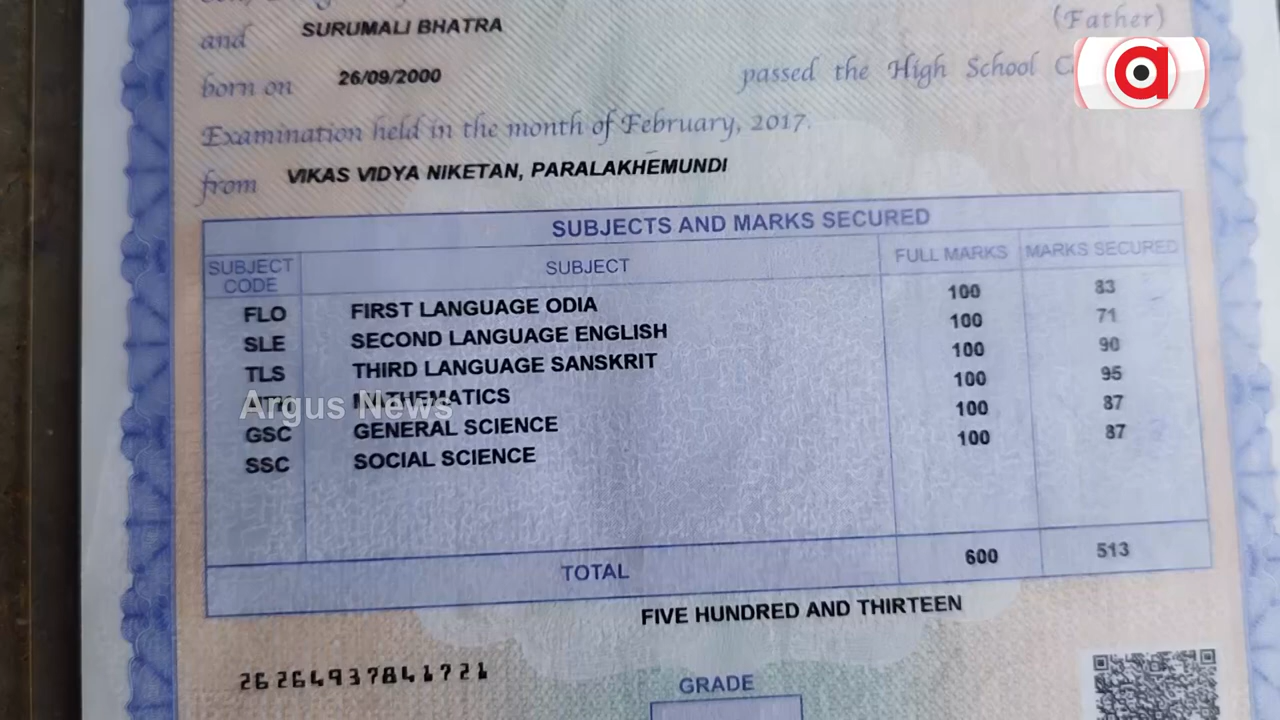 (Father)
and SURUMALI BHATRA
born on 26/09/2000 passed the High School
Examination held in the month of February, 2017.
from VIKAS VIDYA NIKETAN, PARALAKHEMUNDI
SUBJECTS AND MARKS SECURED
SUBJECT CODE SUBJECT FULL MARKS MARKS SECURED
FLO FIRST LANGUAGE ODIA 100 83
SLE SECOND LANGUAGE ENGLISH 100 71
TLS THIRD LANGUAGE SANSKRIT 100 90
MATHEMATICS 100 95
Argus News
GSC GENERAL SCIENCE 100 87
SSC SOCIAL SCIENCE 100 87
TOTAL 600 513
FIVE HUNDRED AND THIRTEEN
26264937841721
GRADE